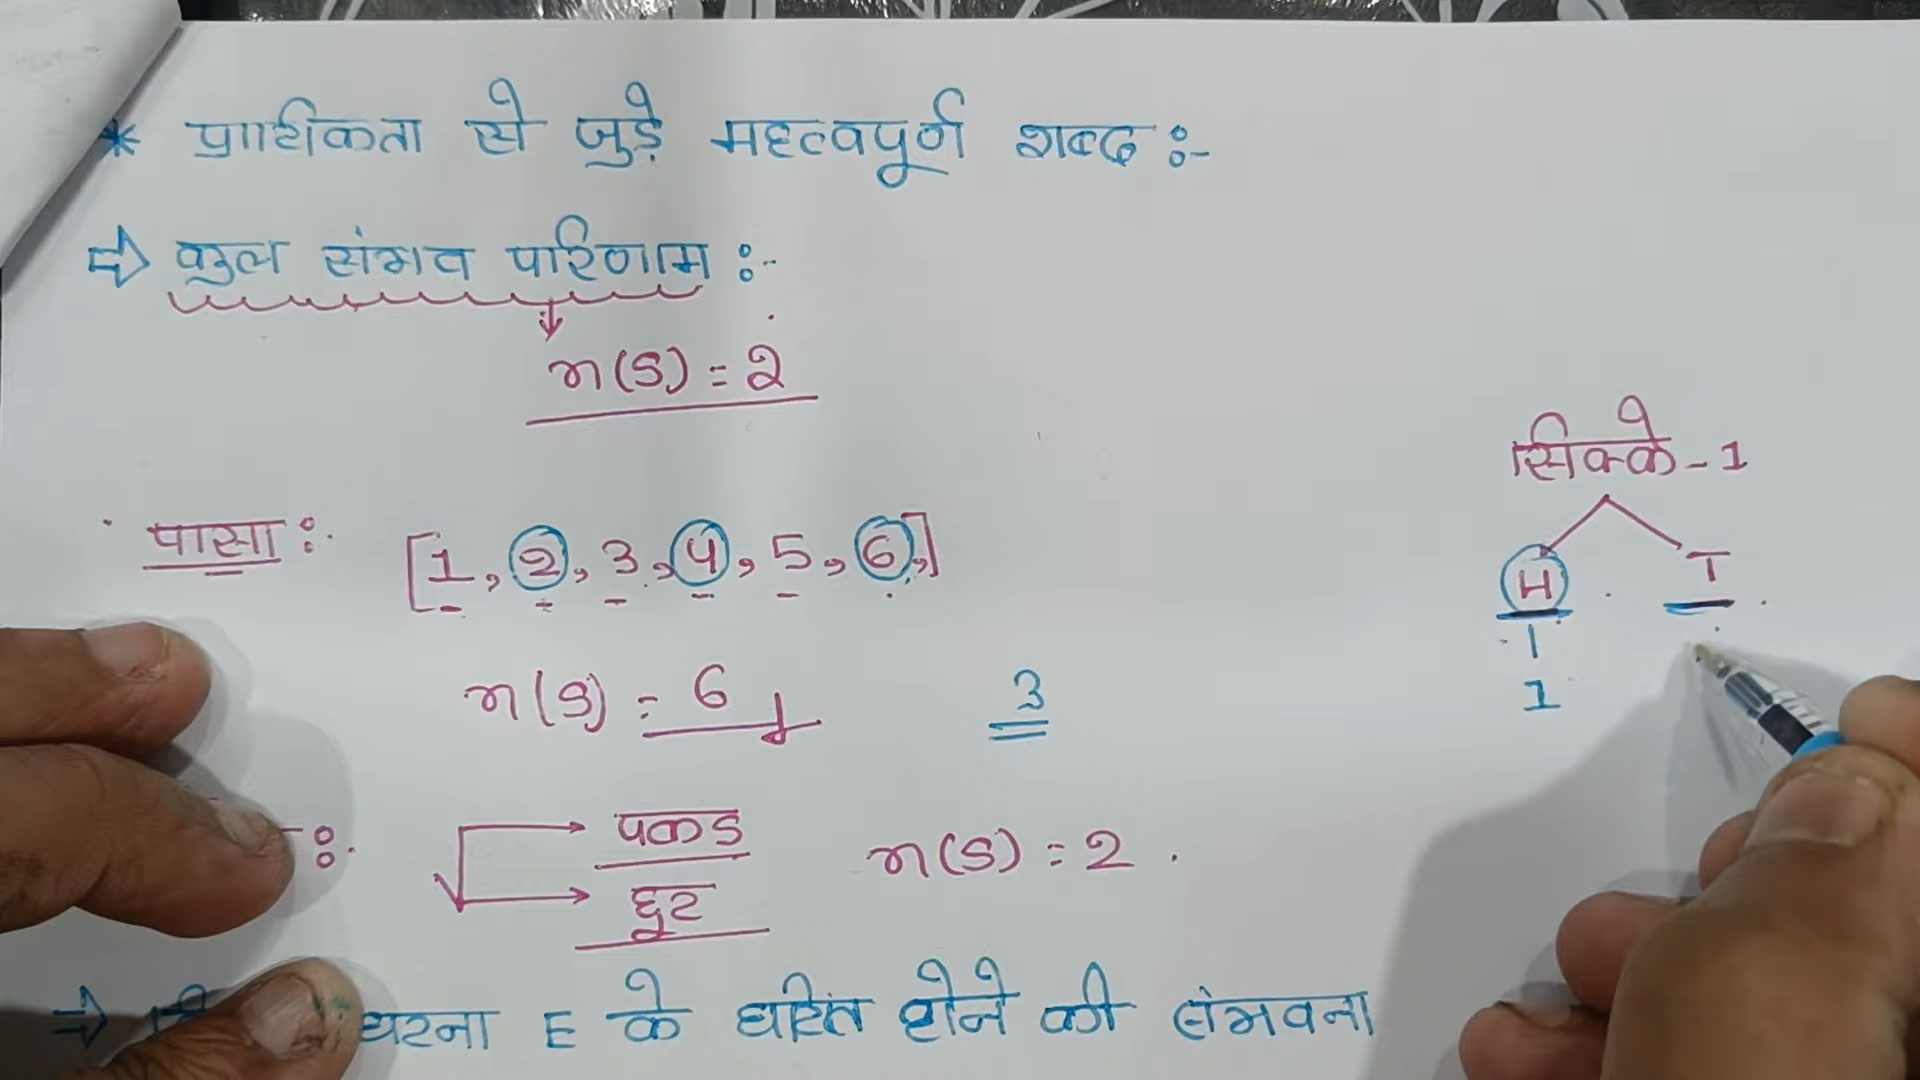 * प्रायिकता से जुड़े महत्वपूर्ण शब्द :-
⇒ कुल संभव परिणाम :-
n(S) = 2
सिक्के - 1
H T
1
पासा :- [1, 2, 3, 4, 5, 6,]
n(S) = 6
3
पकड
छूट
n(S) = 2
⇒ घटना E के घटित होने की संभवना